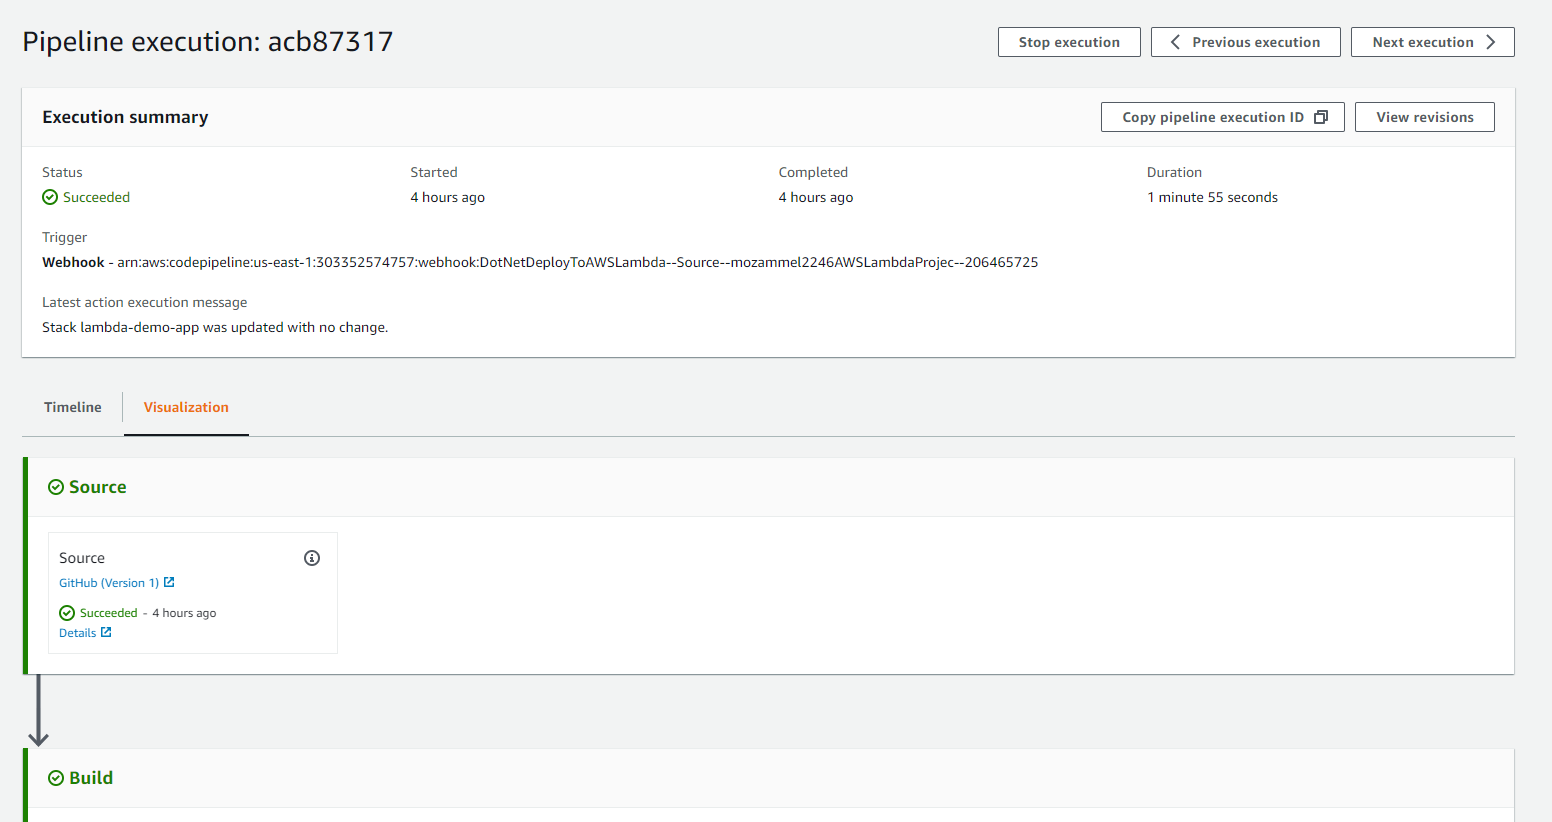 Pipeline execution: acb87317
Stop execution
Previous execution
Next execution
Execution summary
Copy pipeline execution ID
View revisions
Status
Started
Completed
Duration
Succeeded
4 hours ago
4 hours ago
1 minute 55 seconds
Trigger
Webhook - arn:aws:codepipeline:us-east-1:303352574757:webhook:DotNetDeployToAWSLambda--Source--mozammel2246AWSLambdaProjec--206465725
Latest action execution message
Stack lambda-demo-app was updated with no change.
Timeline
Visualization
Source
Source
GitHub (Version 1)
Succeeded - 4 hours ago
Details
Build